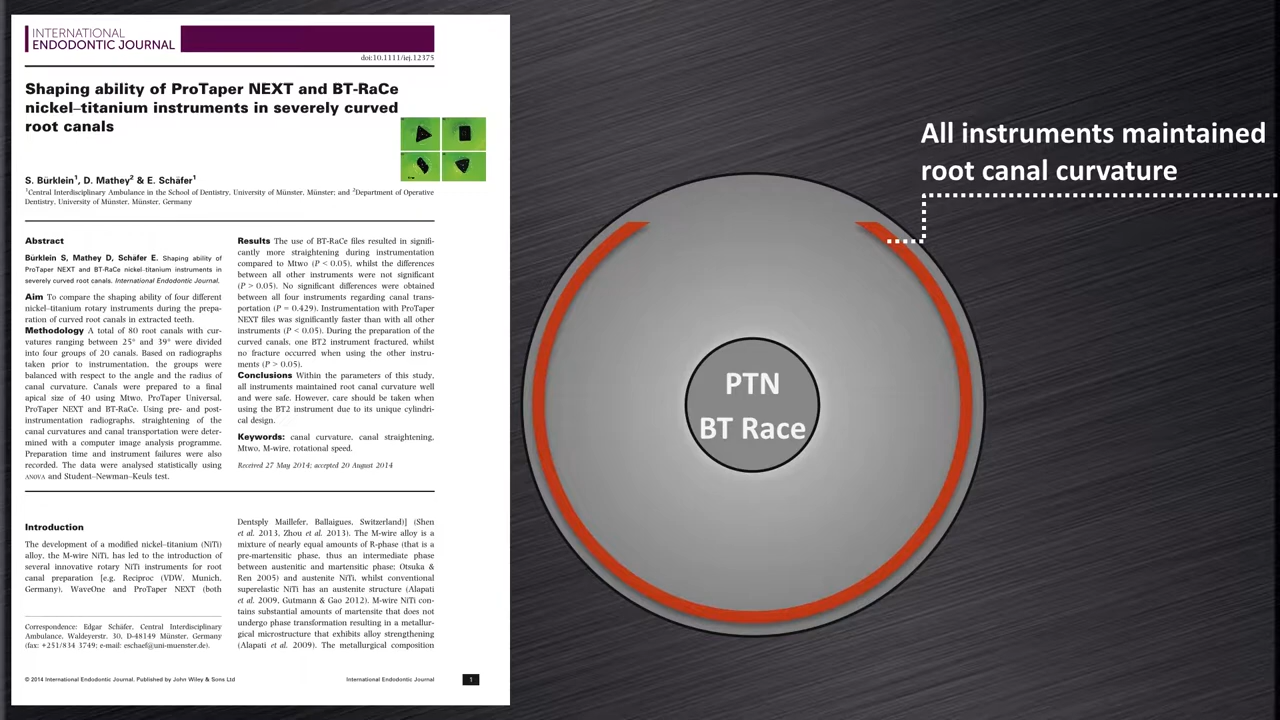 INTERNATIONAL
ENDODONTIC JOURNAL
doi:10.1111/iej.12375
Shaping ability of ProTaper NEXT and BT-RaCe
nickel–titanium instruments in severely curved
root canals
S. Bürklein1, D. Mathey2 & E. Schäfer1
1Central Interdisciplinary Ambulance in the School of Dentistry, University of Münster, Münster; and 2Department of Operative
Dentistry, University of Münster, Münster, Germany
Abstract
Bürklein S, Mathey D, Schäfer E. Shaping ability of
ProTaper NEXT and BT-RaCe nickel–titanium instruments in
severely curved root canals. International Endodontic Journal.
Aim To compare the shaping ability of four different
nickel–titanium rotary instruments during the prepa-
ration of curved root canals in extracted teeth.
Methodology A total of 80 root canals with cur-
vatures ranging between 25° and 39° were divided
into four groups of 20 canals. Based on radiographs
taken prior to instrumentation, the groups were
balanced with respect to the angle and the radius of
canal curvature. Canals were prepared to a final
apical size of 40 using Mtwo, ProTaper Universal,
ProTaper NEXT and BT-RaCe. Using pre- and post-
instrumentation radiographs, straightening of the
canal curvatures and canal transportation were deter-
mined with a computer image analysis programme.
Preparation time and instrument failures were also
recorded. The data were analysed statistically using
ANOVA and Student–Newman–Keuls test.
Results The use of BT-RaCe files resulted in signifi-
cantly more straightening during instrumentation
compared to Mtwo (P < 0.05), whilst the differences
between all other instruments were not significant
(P > 0.05). No significant differences were obtained
between all four instruments regarding canal trans-
portation (P = 0.429). Instrumentation with ProTaper
NEXT files was significantly faster than with all other
instruments (P < 0.05). During the preparation of the
curved canals, one BT2 instrument fractured, whilst
no fracture occurred when using the other instru-
ments (P > 0.05).
Conclusions Within the parameters of this study,
all instruments maintained root canal curvature well
and were safe. However, care should be taken when
using the BT2 instrument due to its unique cylindri-
cal design.
Keywords: canal curvature, canal straightening,
Mtwo, M-wire, rotational speed.
Received 27 May 2014; accepted 20 August 2014
Introduction
The development of a modified nickel–titanium (NiTi)
alloy, the M-wire NiTi, has led to the introduction of
several innovative rotary NiTi instruments for root
canal preparation [e.g. Reciproc (VDW, Munich,
Germany), WaveOne and ProTaper NEXT (both
Correspondence: Edgar Schäfer, Central Interdisciplinary
Ambulance, Waldeyerstr. 30, D-48149 Münster, Germany
(fax: +251/834 3749; e-mail: eschaef@uni-muenster.de).
Dentsply Maillefer, Ballaigues, Switzerland)] (Shen
et al. 2013, Zhou et al. 2013). The M-wire alloy is a
mixture of nearly equal amounts of R-phase (that is a
pre-martensitic phase, thus an intermediate phase
between austenitic and martensitic phase; Otsuka &
Ren 2005) and austenite NiTi, whilst conventional
superelastic NiTi has an austenite structure (Alapati
et al. 2009, Gutmann & Gao 2012). M-wire NiTi con-
tains substantial amounts of martensite that does not
undergo phase transformation resulting in a metallur-
gical microstructure that exhibits alloy strengthening
(Alapati et al. 2009). The metallurgical composition
© 2014 International Endodontic Journal. Published by John Wiley & Sons Ltd
International Endodontic Journal
1
All instruments maintained
root canal curvature
PTN
BT Race